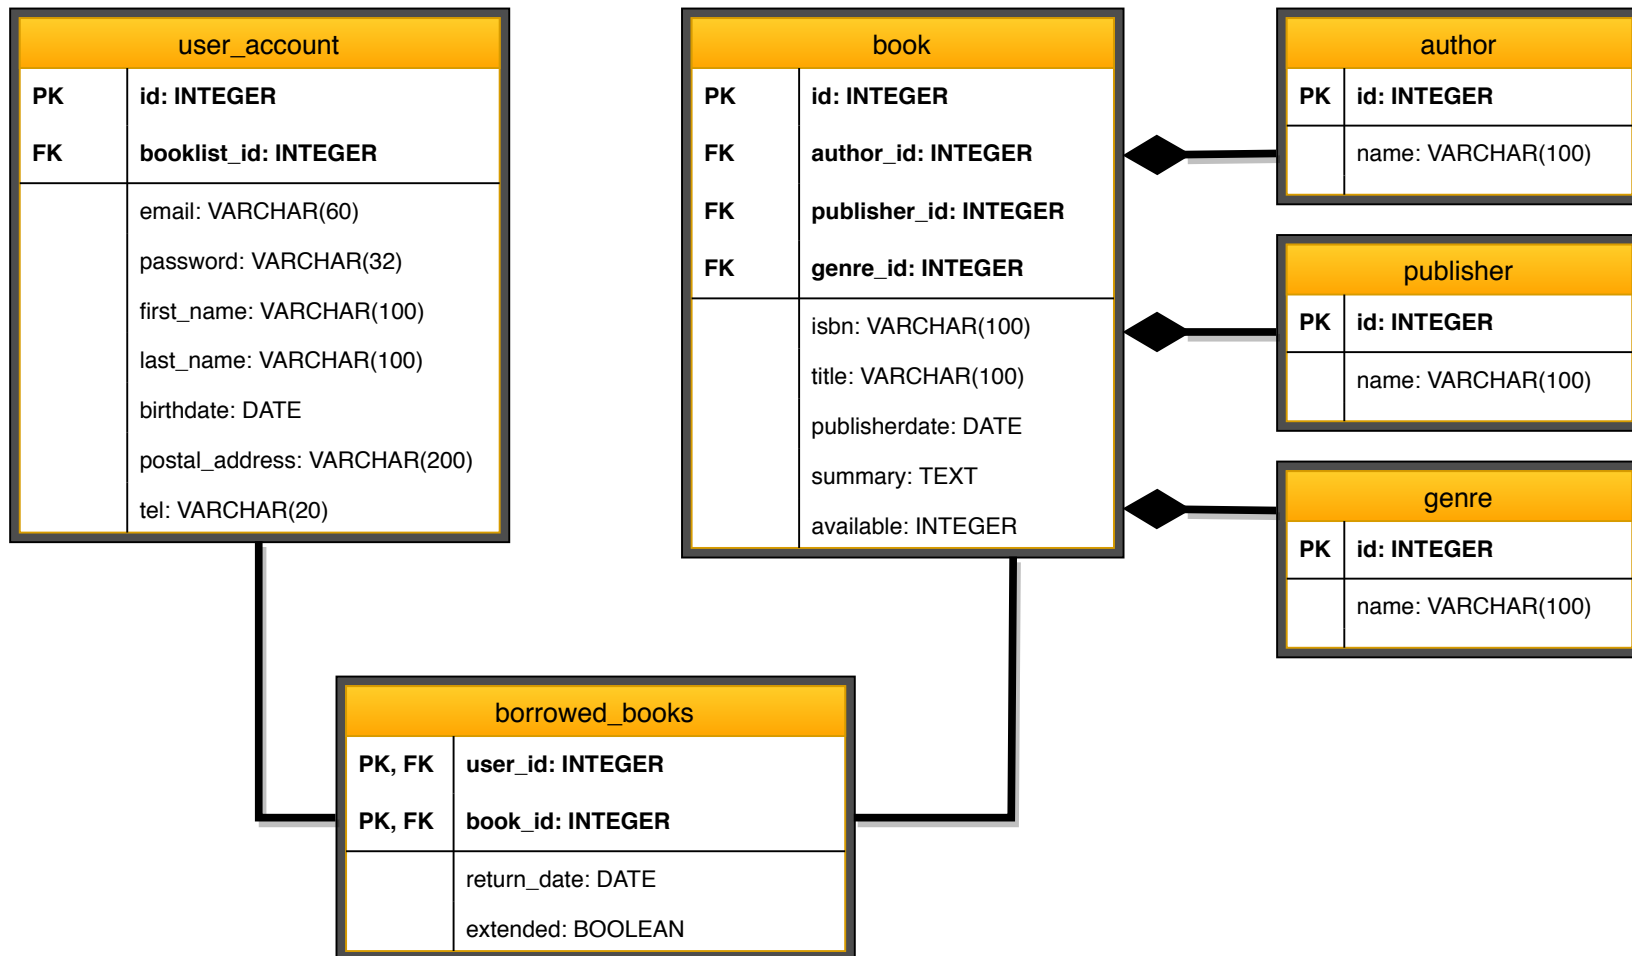 user_account
PK id: INTEGER
FK booklist_id: INTEGER
email: VARCHAR(60)
password: VARCHAR(32)
first_name: VARCHAR(100)
last_name: VARCHAR(100)
birthdate: DATE
postal_address: VARCHAR(200)
tel: VARCHAR(20)
book
PK id: INTEGER
FK author_id: INTEGER
FK publisher_id: INTEGER
FK genre_id: INTEGER
isbn: VARCHAR(100)
title: VARCHAR(100)
publisherdate: DATE
summary: TEXT
available: INTEGER
author
PK id: INTEGER
name: VARCHAR(100)
publisher
PK id: INTEGER
name: VARCHAR(100)
genre
PK id: INTEGER
name: VARCHAR(100)
borrowed_books
PK, FK user_id: INTEGER
PK, FK book_id: INTEGER
return_date: DATE
extended: BOOLEAN